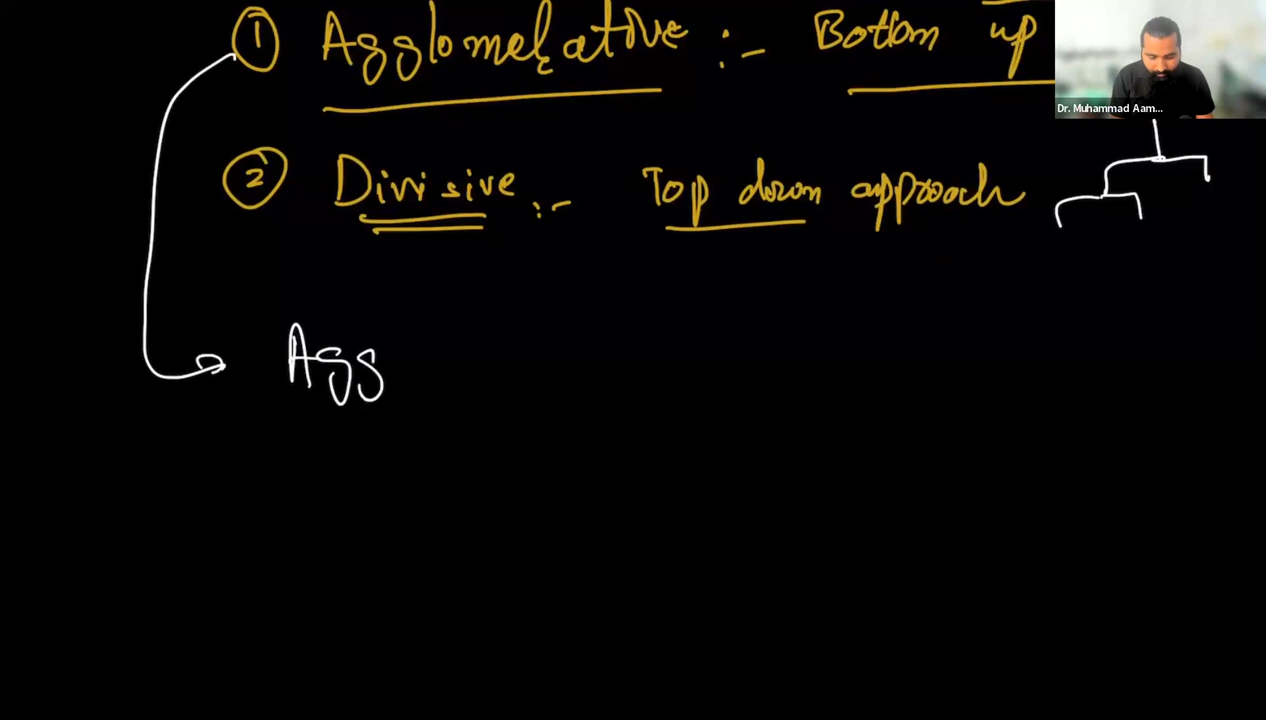 1 Agglomerative :- Bottom up
Dr. Muhammad Aam...
2 Divisive :- Top down approach
Agg